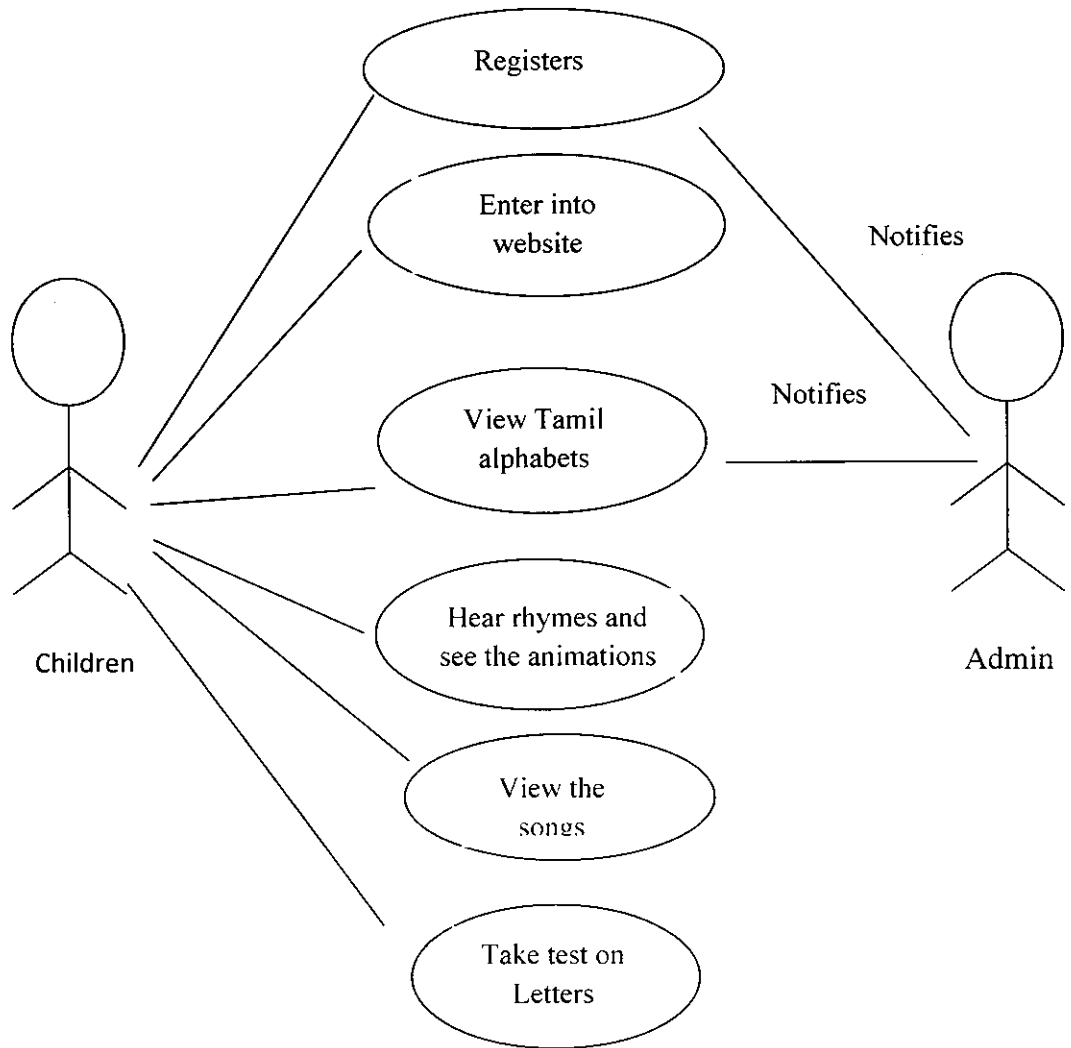 Registers
Enter into
website
Notifies
View Tamil
alphabets
Notifies
Hear rhymes and
see the animations
Children
Admin
View the
songs
Take test on
Letters